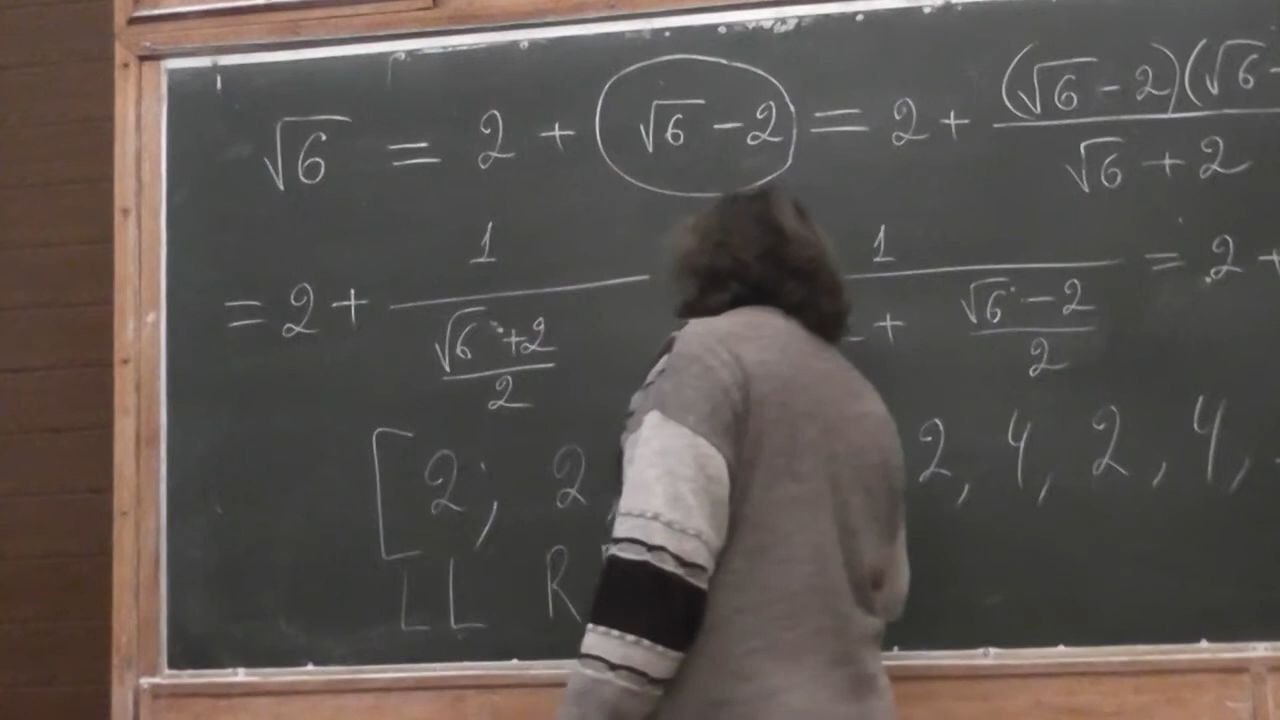 √6 = 2 + √6 - 2 = 2 + (√6 - 2)(√6 - / √6 + 2
= 2 + 1 / (√6 + 2 / 2) 1 / + (√6 - 2 / 2) = 2 +
[2; 2 2, 4, 2, 4,
LL R